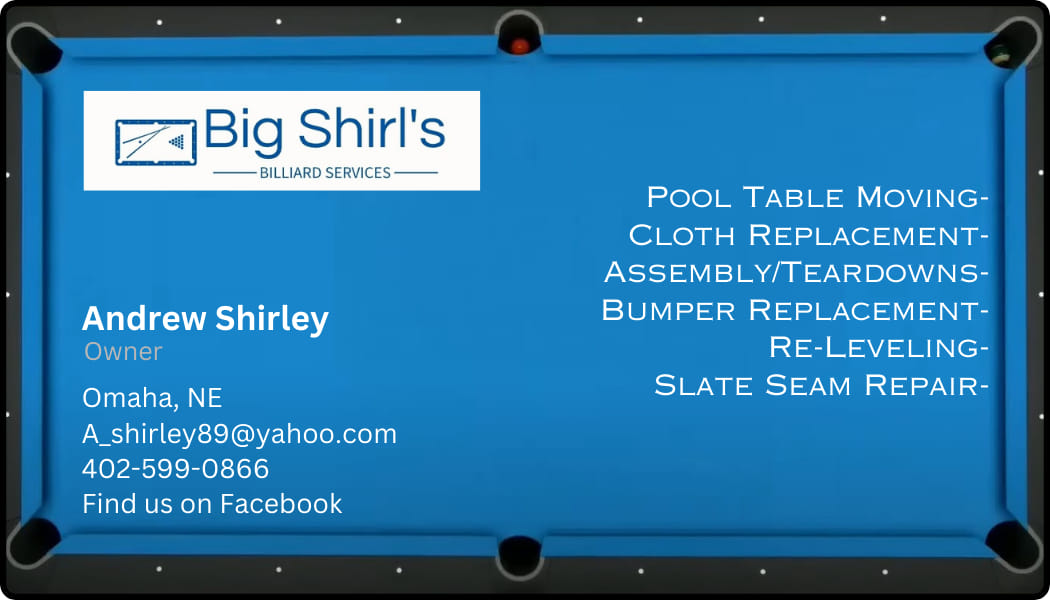 Big Shirl's
BILLIARD SERVICES
Pool Table Moving-
Cloth Replacement-
Assembly/Teardowns-
Bumper Replacement-
Re-Leveling-
Slate Seam Repair-
Andrew Shirley
Owner
Omaha, NE
A_shirley89@yahoo.com
402-599-0866
Find us on Facebook